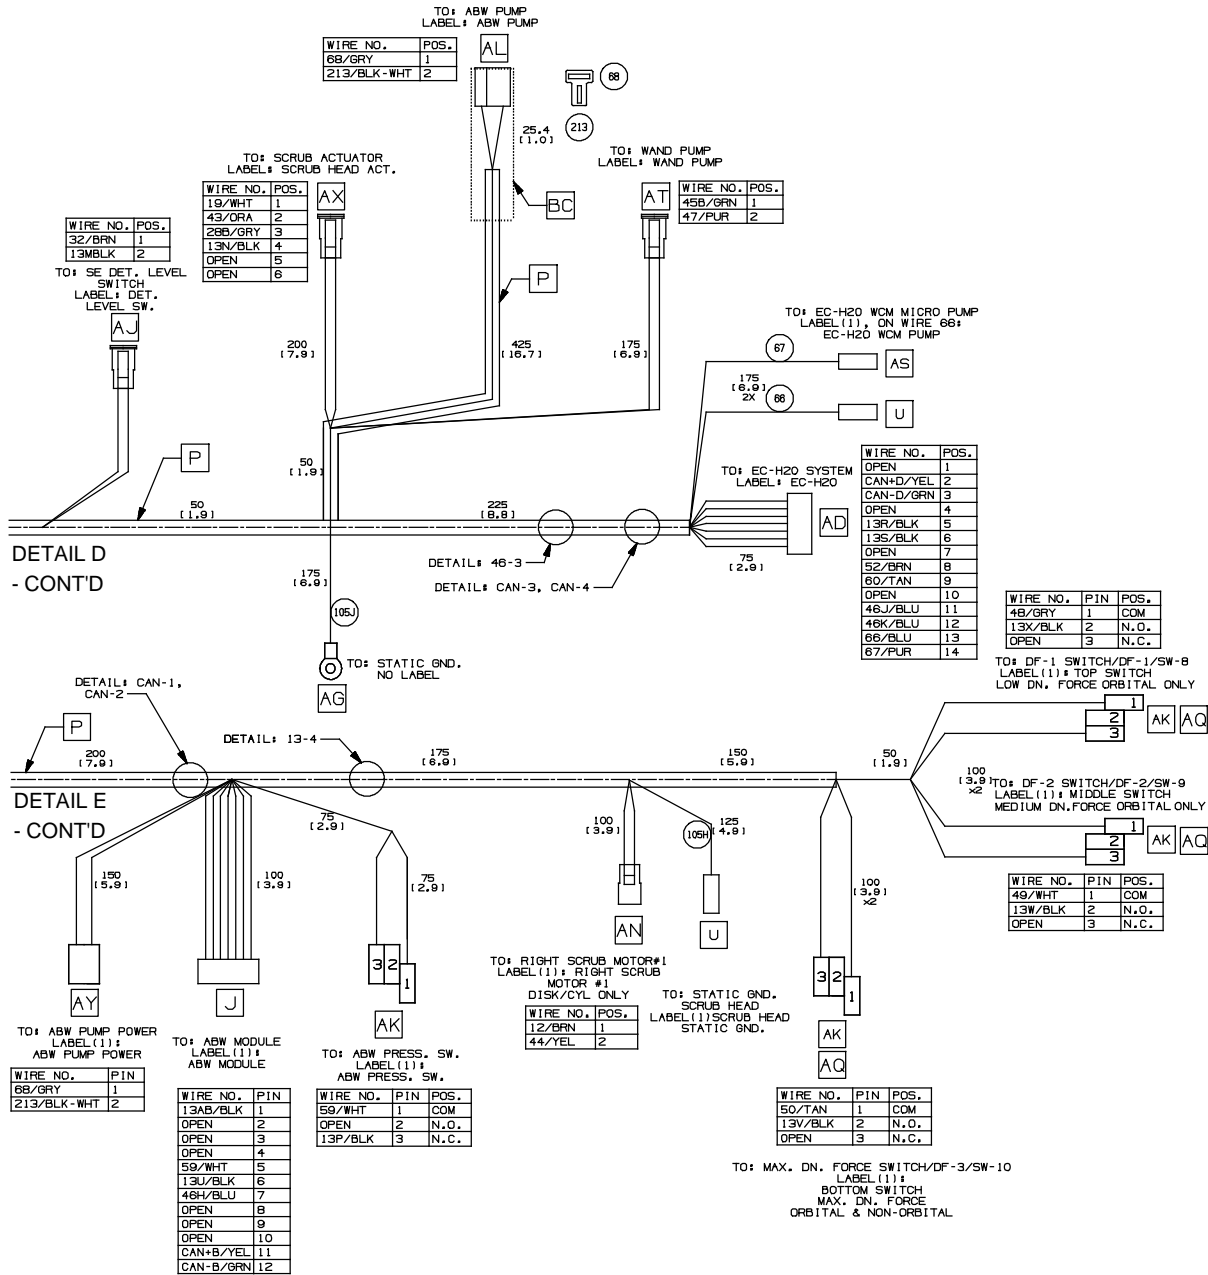 TO: ABW PUMP
LABEL: ABW PUMP
WIRE NO. POS.
68/GRY 1
213/BLK-WHT 2
AL
68
213
25.4
[1.0]
BC
TO: SCRUB ACTUATOR
LABEL: SCRUB HEAD ACT.
WIRE NO. POS.
19/WHT 1
43/ORA 2
28B/GRY 3
13N/BLK 4
OPEN 5
OPEN 6
AX
TO: WAND PUMP
LABEL: WAND PUMP
AT
WIRE NO. POS.
45B/GRN 1
47/PUR 2
WIRE NO. POS.
32/BRN 1
13MBLK 2
TO: SE DET. LEVEL
SWITCH
LABEL: DET.
LEVEL SW.
AJ
P
200
[7.9]
425
[16.7]
175
[6.9]
TO: EC-H2O WCM MICRO PUMP
LABEL(1), ON WIRE 66:
EC-H2O WCM PUMP
67
AS
175
[6.9]
2X
66
U
P
50
[1.9]
50
[1.9]
225
[8.8]
TO: EC-H2O SYSTEM
LABEL: EC-H2O
AD
75
[2.9]
WIRE NO. POS.
OPEN 1
CAN+D/YEL 2
CAN-D/GRN 3
OPEN 4
13R/BLK 5
13S/BLK 6
OPEN 7
52/BRN 8
60/TAN 9
OPEN 10
46J/BLU 11
46K/BLU 12
66/BLU 13
67/PUR 14
DETAIL D
- CONT'D
DETAIL: 46-3
DETAIL: CAN-3, CAN-4
175
[6.9]
105J
TO: STATIC GND.
NO LABEL
AG
WIRE NO. PIN POS.
48/GRY 1 COM
13X/BLK 2 N.O.
OPEN 3 N.C.
TO: DF-1 SWITCH/DF-1/SW-8
LABEL(1): TOP SWITCH
LOW DN. FORCE ORBITAL ONLY
1
2
3
AK AQ
DETAIL: CAN-1,
CAN-2
P
200
[7.9]
DETAIL: 13-4
175
[6.9]
150
[5.9]
50
[1.9]
100
[3.9]
x2
TO: DF-2 SWITCH/DF-2/SW-9
LABEL(1): MIDDLE SWITCH
MEDIUM DN.FORCE ORBITAL ONLY
1
2
3
AK AQ
WIRE NO. PIN POS.
49/WHT 1 COM
13W/BLK 2 N.O.
OPEN 3 N.C.
DETAIL E
- CONT'D
150
[5.9]
100
[3.9]
75
[2.9]
75
[2.9]
100
[3.9]
105H
125
[4.9]
100
[3.9]
x2
AY
TO: ABW PUMP POWER
LABEL(1):
ABW PUMP POWER
WIRE NO. PIN
68/GRY 1
213/BLK-WHT 2
J
TO: ABW MODULE
LABEL(1):
ABW MODULE
WIRE NO. PIN
13AB/BLK 1
OPEN 2
OPEN 3
OPEN 4
59/WHT 5
13U/BLK 6
46H/BLU 7
OPEN 8
OPEN 9
OPEN 10
CAN+B/YEL 11
CAN-B/GRN 12
3 2
1
AK
TO: ABW PRESS. SW.
LABEL(1):
ABW PRESS. SW.
WIRE NO. PIN POS.
59/WHT 1 COM
OPEN 2 N.O.
13P/BLK 3 N.C.
AN
TO: RIGHT SCRUB MOTOR#1
LABEL(1): RIGHT SCRUB
MOTOR #1
DISK/CYL ONLY
WIRE NO. POS.
12/BRN 1
44/YEL 2
U
TO: STATIC GND.
SCRUB HEAD
LABEL(1)SCRUB HEAD
STATIC GND.
3 2
1
AK
AQ
WIRE NO. PIN POS.
50/TAN 1 COM
13V/BLK 2 N.O.
OPEN 3 N.C.
TO: MAX. DN. FORCE SWITCH/DF-3/SW-10
LABEL(1):
BOTTOM SWITCH
MAX. DN. FORCE
ORBITAL & NON-ORBITAL